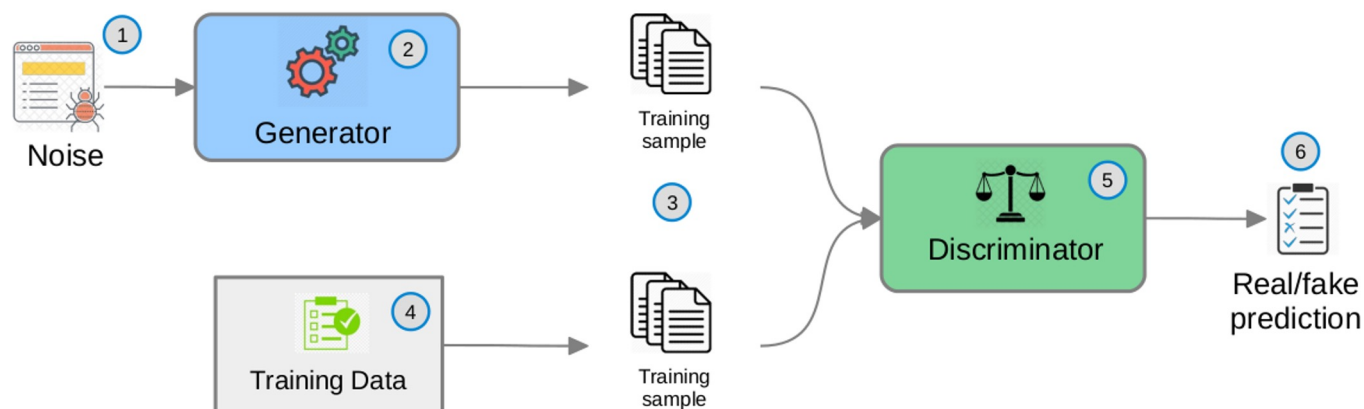 1
2
Noise
Generator
Training
sample
3
4
Training Data
Training
sample
5
Discriminator
6
Real/fake
prediction